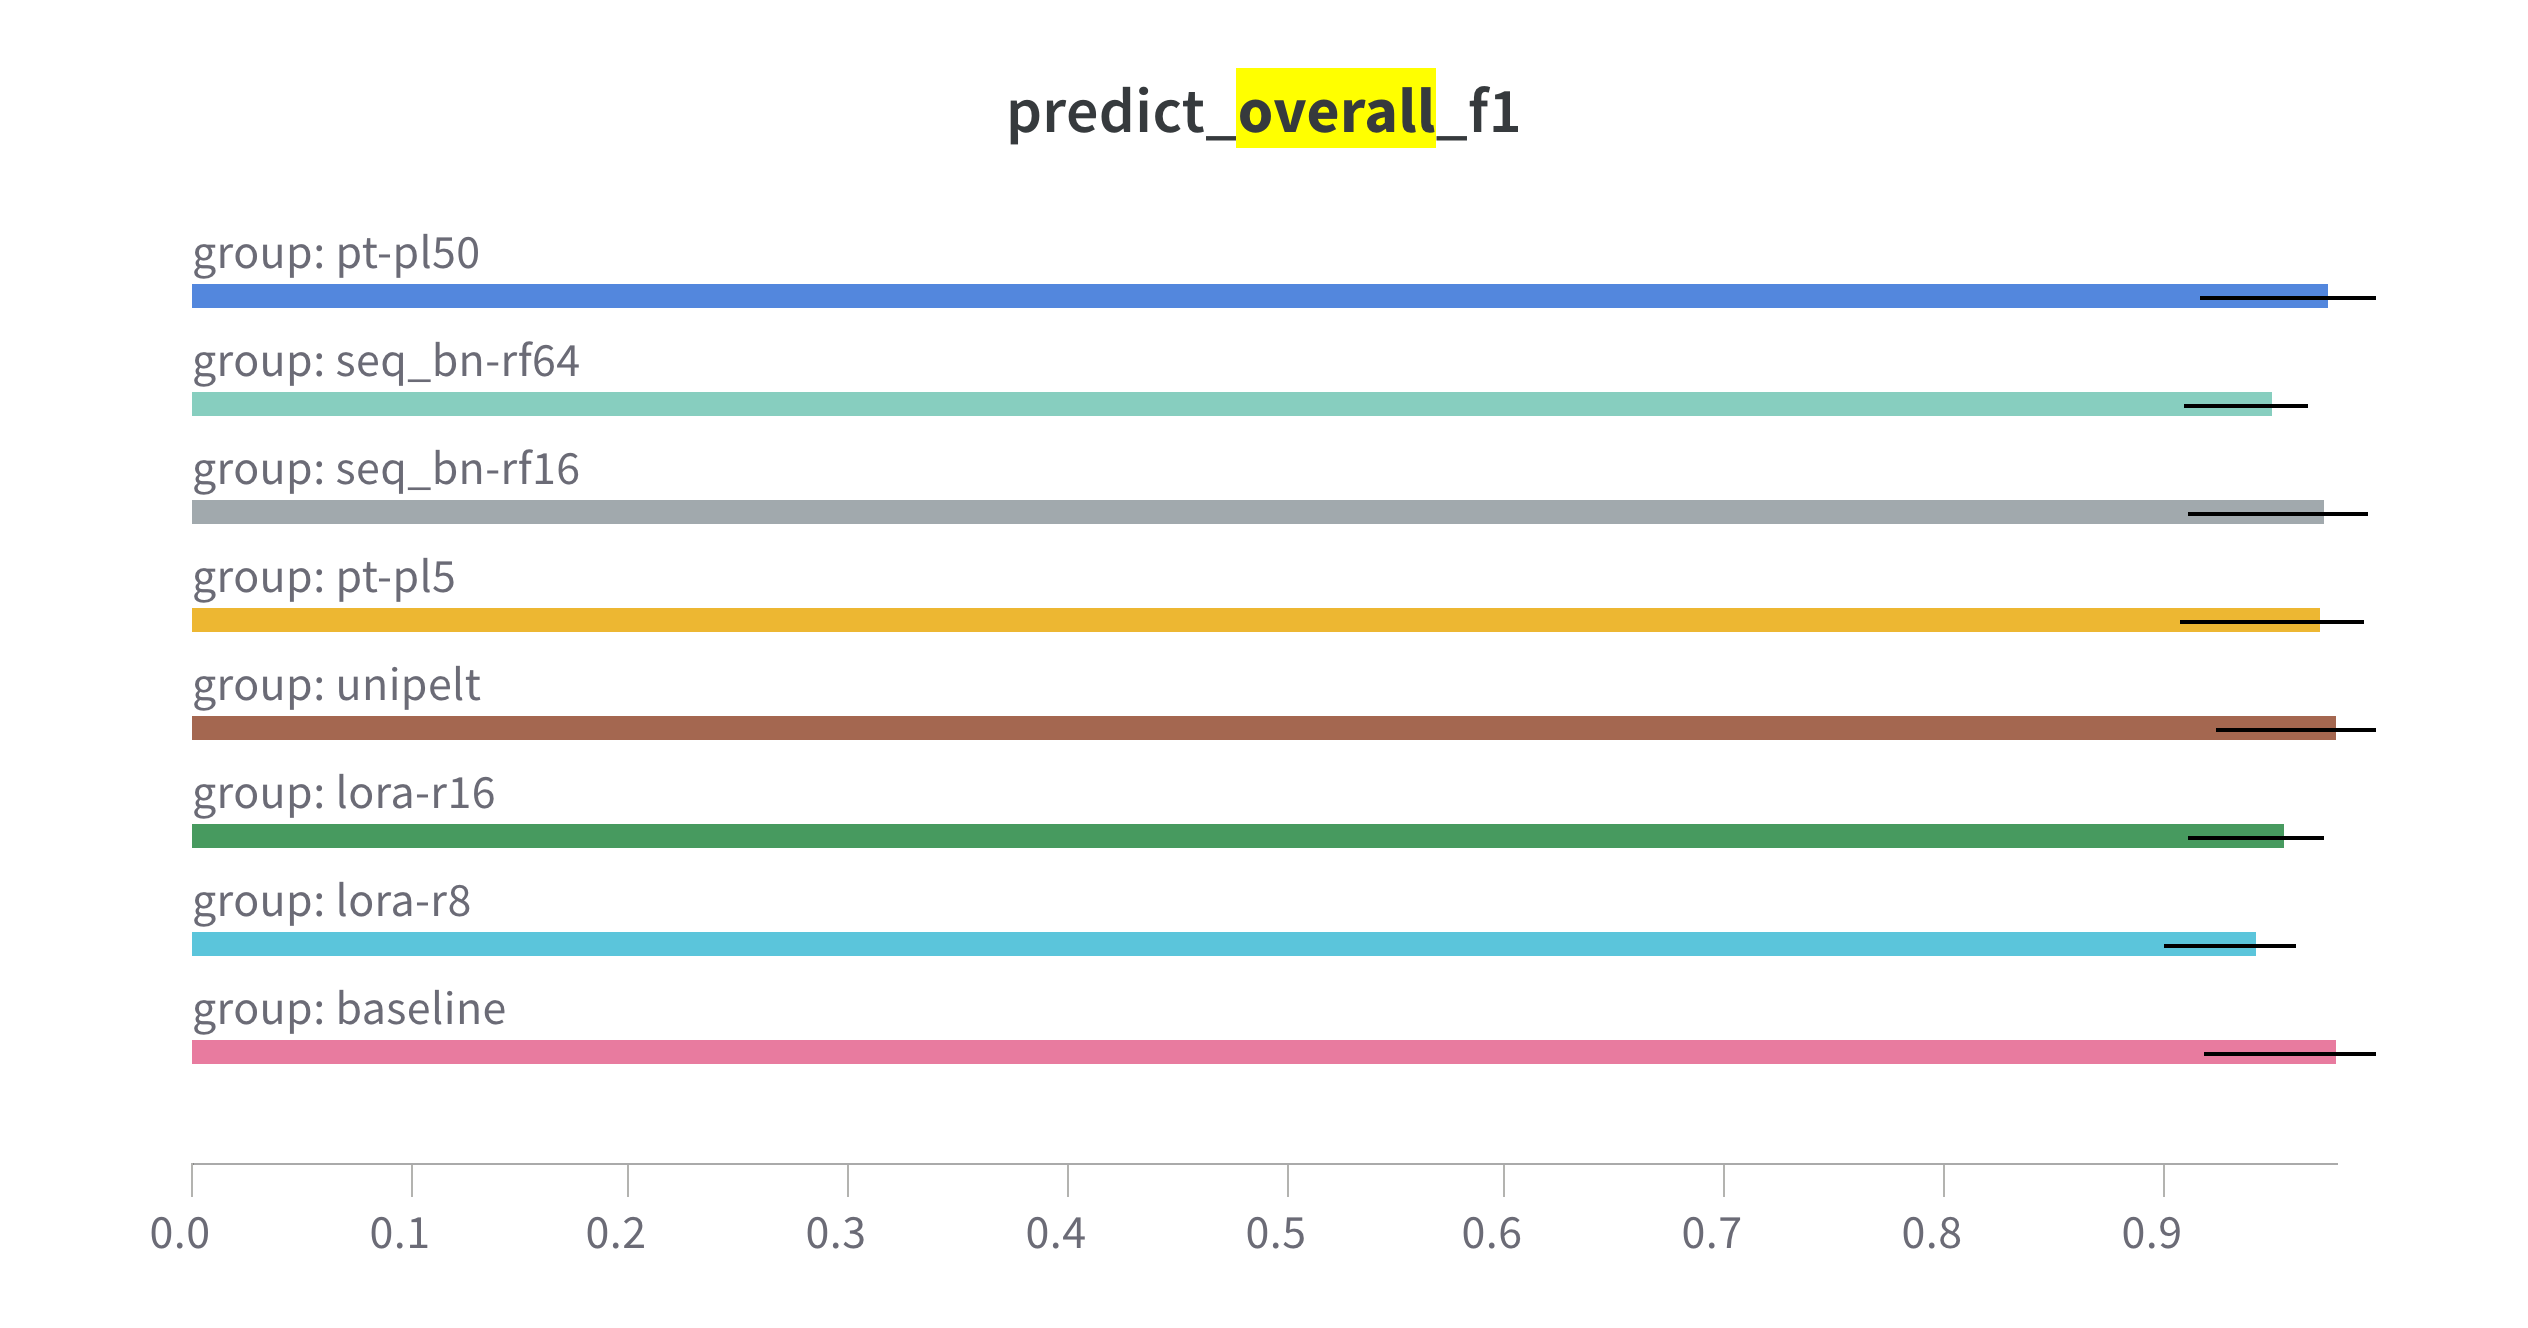 predict_overall_f1
group: pt-pl50
group: seq_bn-rf64
group: seq_bn-rf16
group: pt-pl5
group: unipelt
group: lora-r16
group: lora-r8
group: baseline
0.0 0.1 0.2 0.3 0.4 0.5 0.6 0.7 0.8 0.9